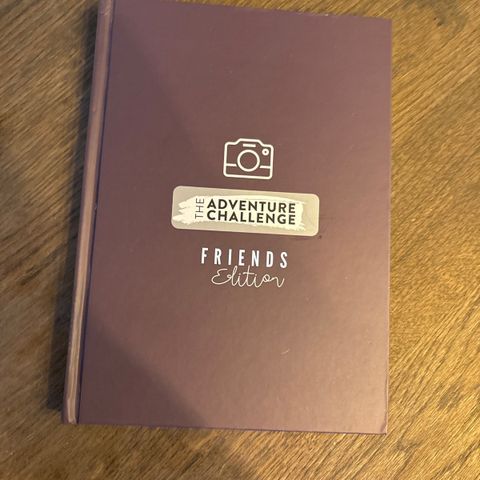 THE ADVENTURE
CHALLENGE
FRIENDS
Edition